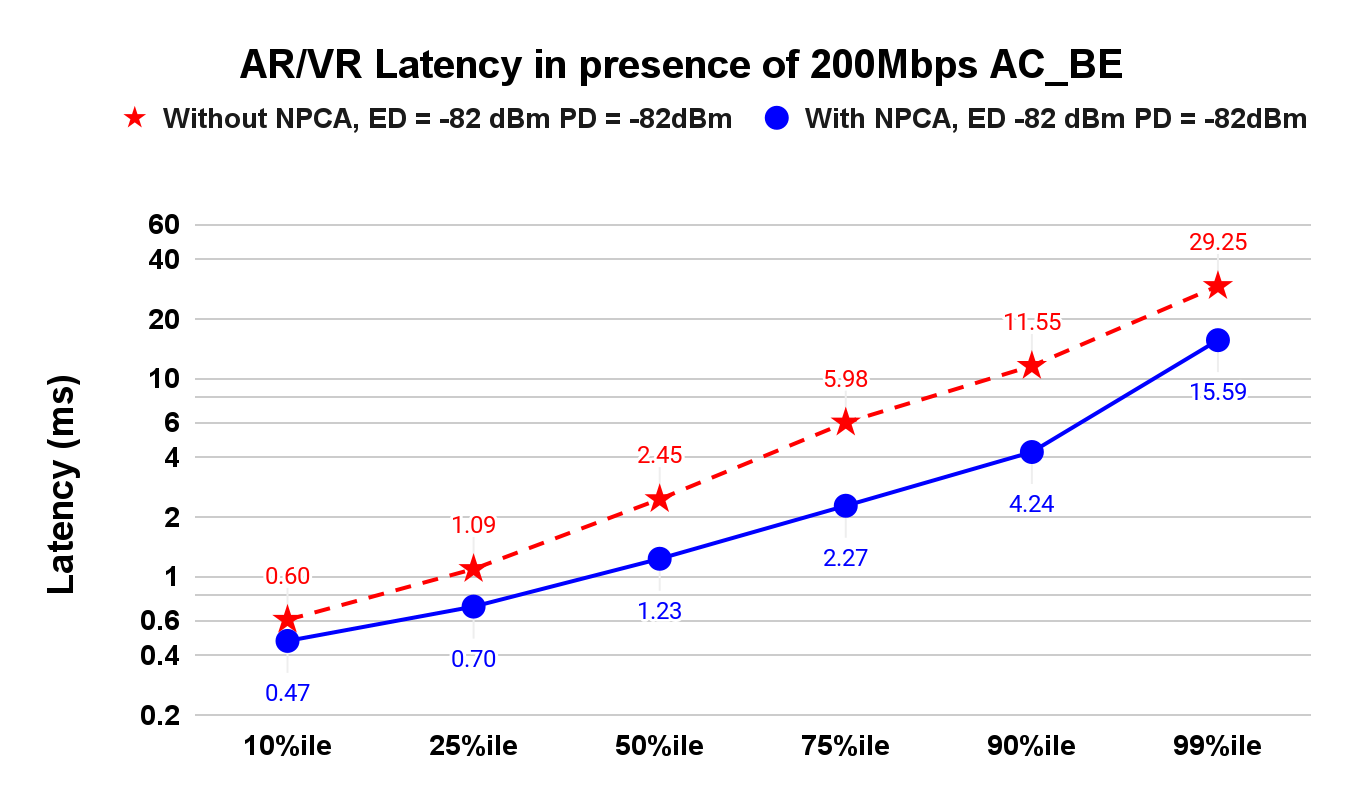 AR/VR Latency in presence of 200Mbps AC_BE
Without NPCA, ED = -82 dBm PD = -82dBm
With NPCA, ED -82 dBm PD = -82dBm
Latency (ms)
60
40
20
10
6
4
2
1
0.6
0.4
0.2
0.60
1.09
2.45
5.98
11.55
29.25
0.47
0.70
1.23
2.27
4.24
15.59
10%ile
25%ile
50%ile
75%ile
90%ile
99%ile